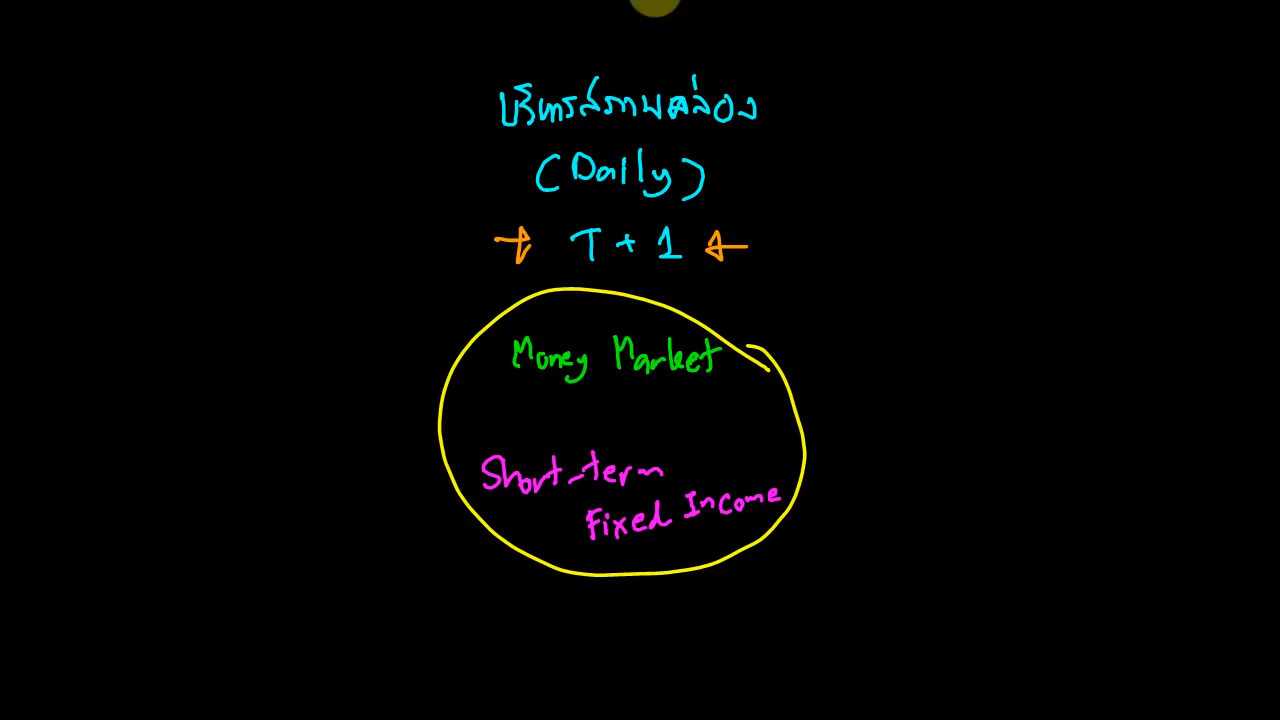 บริหารสภาพคล่อง
(Daily)
T + 1
Money Market
Short-term
Fixed Income